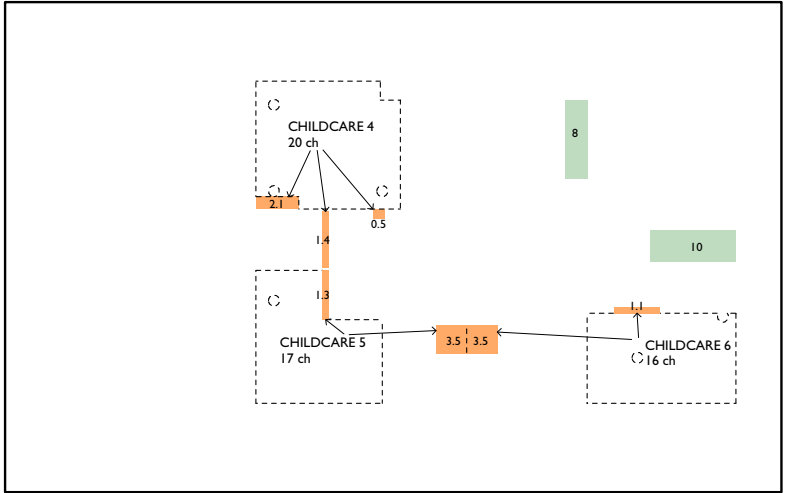 CHILDCARE 4
20 ch
8
2.1
0.5
1.4
10
1.3
1.1
CHILDCARE 5
17 ch
3.5 3.5
CHILDCARE 6
16 ch